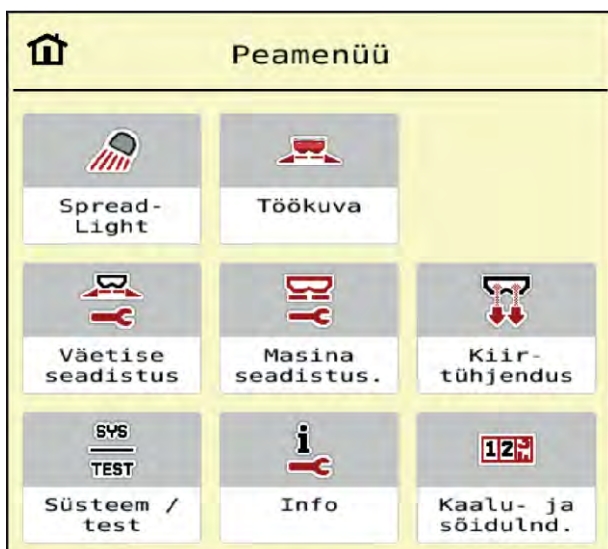 Peamenüü
Spread-
Light
Töökuva
Väetise
seadistus
Masina
seadistus.
Kiir-
tühjendus
SYS
TEST
Süsteem /
test
i
Info
12
Kaalu- ja
sõidulnd.